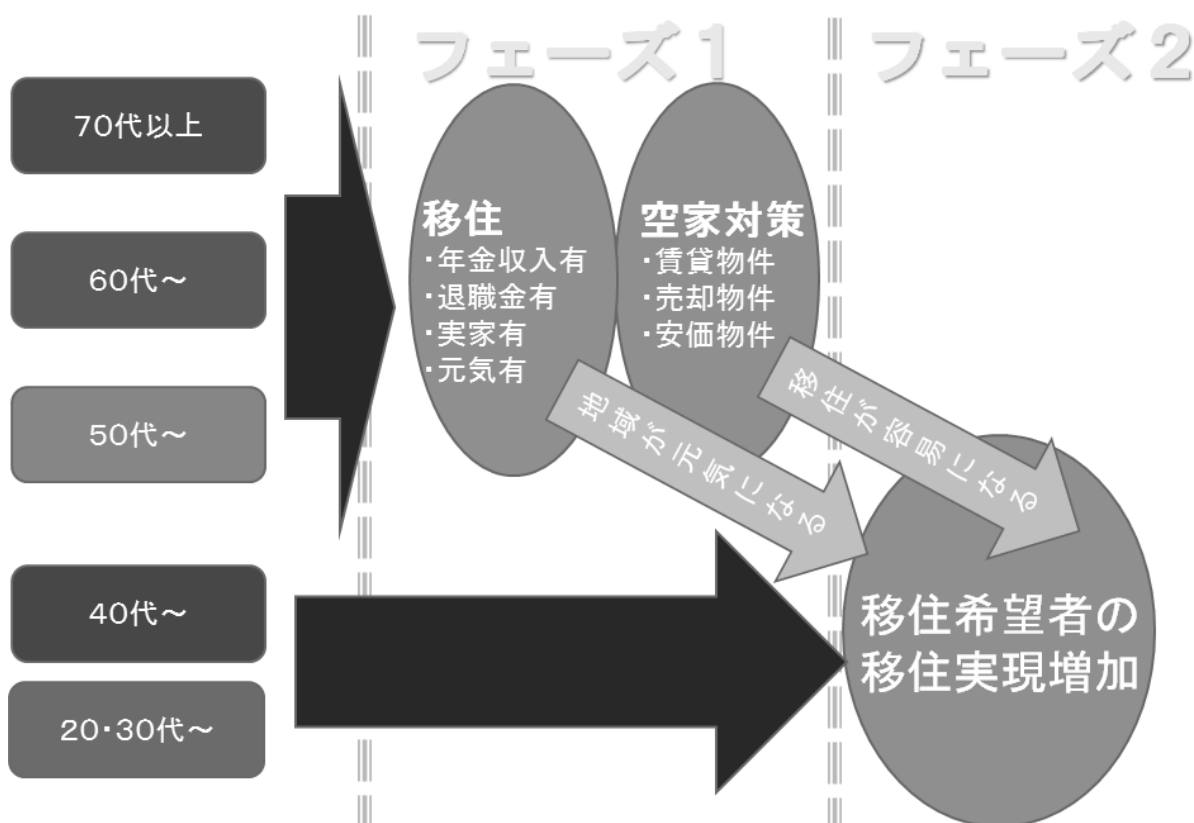 フェーズ１
フェーズ２
70代以上
60代～
50代～
40代～
20・30代～
移住
・年金収入有
・退職金有
・実家有
・元気有
空家対策
・賃貸物件
・売却物件
・安価物件
地域が元気になる
移住が容易になる
移住希望者の
移住実現増加